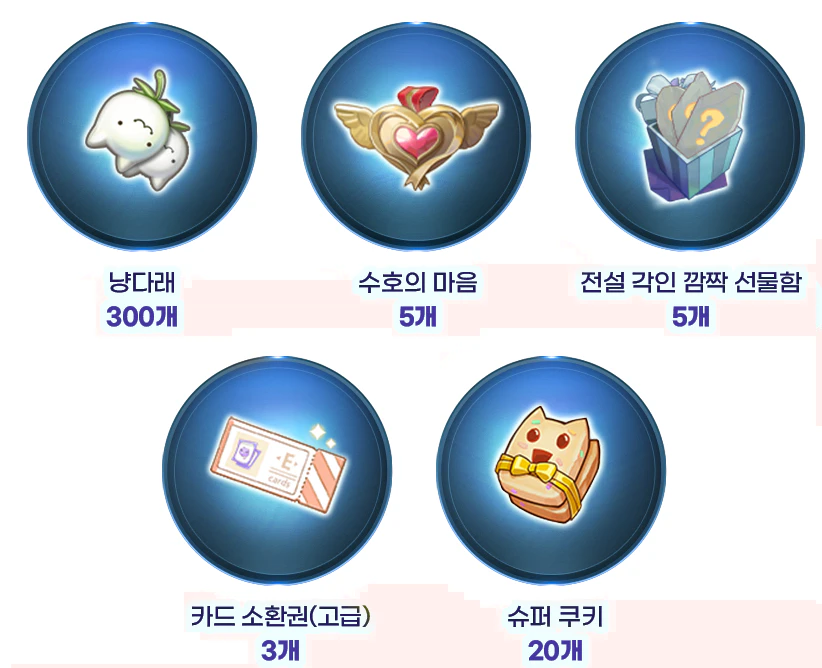 냥다래
300개
수호의 마음
5개
전설 각인 깜짝 선물함
5개
?
E
cards
카드 소환권(고급)
3개
슈퍼 쿠키
20개